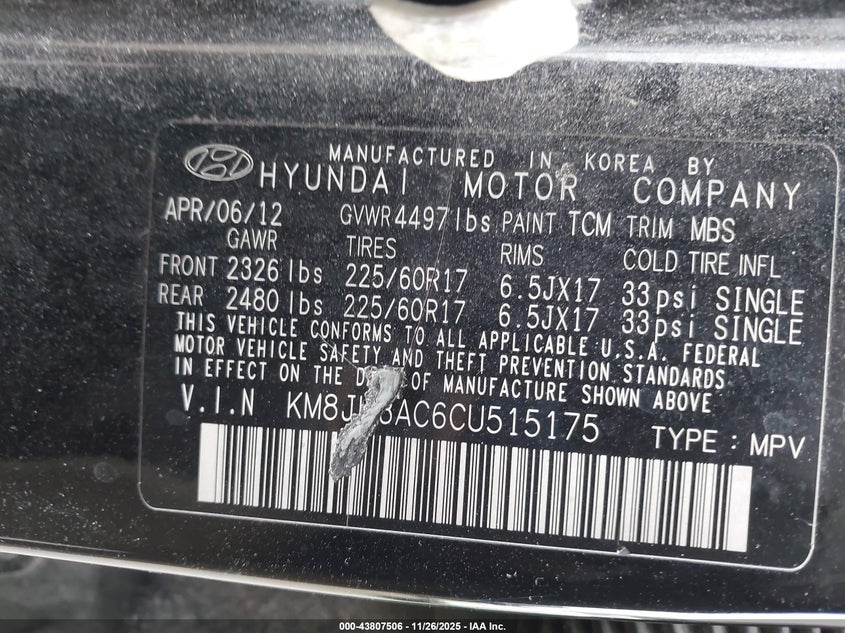 MANUFACTURED IN KOREA BY
HYUNDAI MOTOR COMPANY
APR/06/12 GVWR 4497 lbs PAINT TCM TRIM MBS
GAWR TIRES RIMS COLD TIRE INFL
FRONT 2326 lbs 225/60R17 6.5JX17 33psi SINGLE
REAR 2480 lbs 225/60R17 6.5JX17 33psi SINGLE
THIS VEHICLE CONFORMS TO ALL APPLICABLE U.S.A. FEDERAL
MOTOR VEHICLE SAFETY AND THEFT PREVENTION STANDARDS
IN EFFECT ON THE OF MANUFACTURE SHOWN ABOVE
V.I.N TYPE : MPV
000-43807506 - 11/26/2025 - IAA Inc.